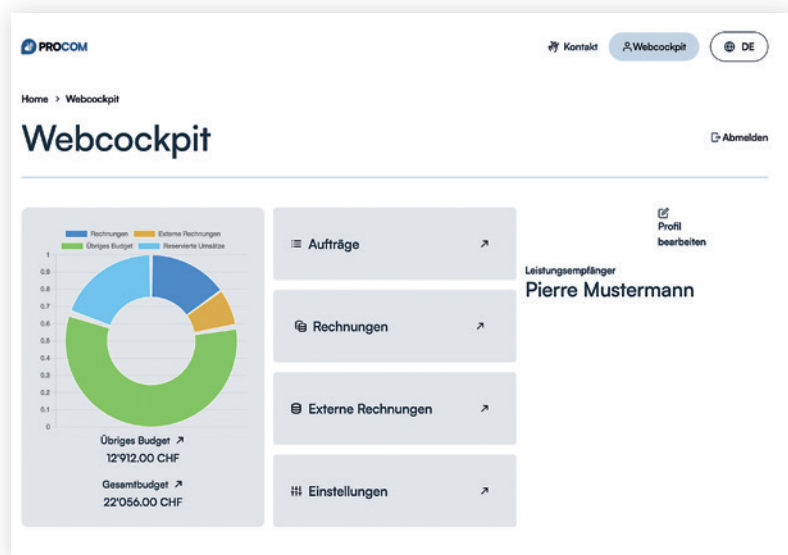 PROCOM
Kontakt
Webcockpit
DE
Home > Webcockpit
Webcockpit
Abmelden
Rechnungen
Externe Rechnungen
Übriges Budget
Reservierte Umsätze
1
0.9
0.8
0.7
0.6
0.5
0.4
0.3
0.2
0.1
0
Übriges Budget
12'912.00 CHF
Gesamtbudget
22'056.00 CHF
Aufträge
Rechnungen
Externe Rechnungen
Einstellungen
Profil
bearbeiten
Leistungsempfänger
Pierre Mustermann